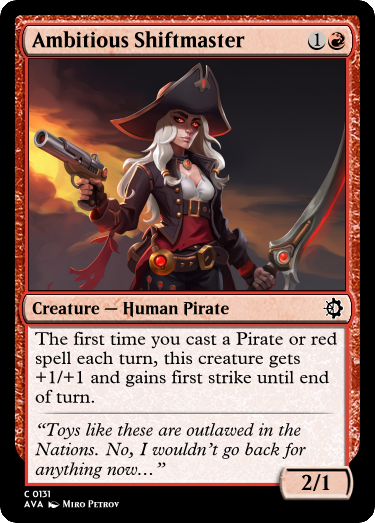 Ambitious Shiftmaster 1
Creature — Human Pirate
The first time you cast a Pirate or red
spell each turn, this creature gets
+1/+1 and gains first strike until end
of turn.
“Toys like these are outlawed in the
Nations. No, I wouldn’t go back for
anything now…”
2/1
C 0131
AVA Miro Petrov